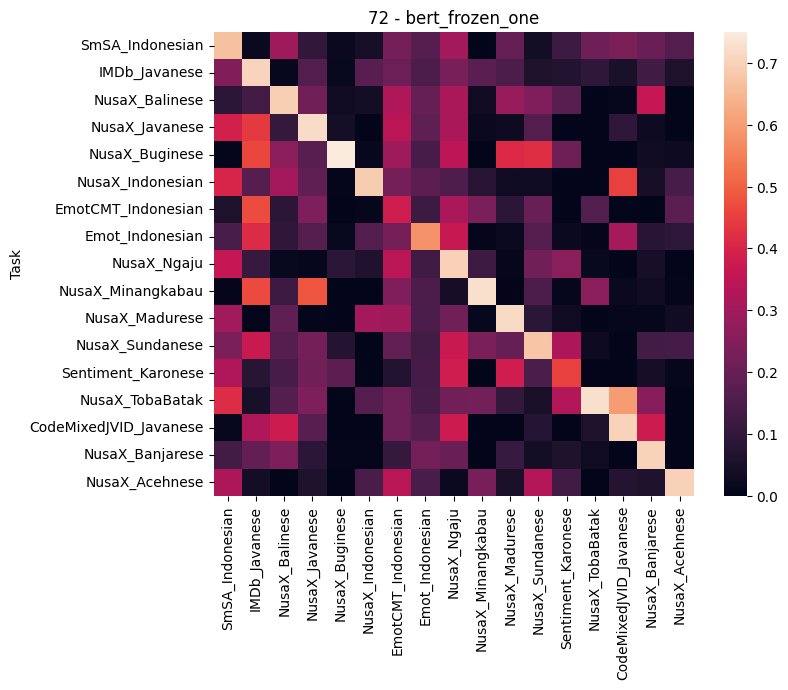 72 - bert_frozen_one
Task
SmSA_Indonesian
IMDb_Javanese
NusaX_Balinese
NusaX_Javanese
NusaX_Buginese
NusaX_Indonesian
EmotCMT_Indonesian
Emot_Indonesian
NusaX_Ngaju
NusaX_Minangkabau
NusaX_Madurese
NusaX_Sundanese
Sentiment_Karonese
NusaX_TobaBatak
CodeMixedJVID_Javanese
NusaX_Banjarese
NusaX_Acehnese
SmSA_Indonesian
IMDb_Javanese
NusaX_Balinese
NusaX_Javanese
NusaX_Buginese
NusaX_Indonesian
EmotCMT_Indonesian
Emot_Indonesian
NusaX_Ngaju
NusaX_Minangkabau
NusaX_Madurese
NusaX_Sundanese
Sentiment_Karonese
NusaX_TobaBatak
CodeMixedJVID_Javanese
NusaX_Banjarese
NusaX_Acehnese
0.7
0.6
0.5
0.4
0.3
0.2
0.1
0.0